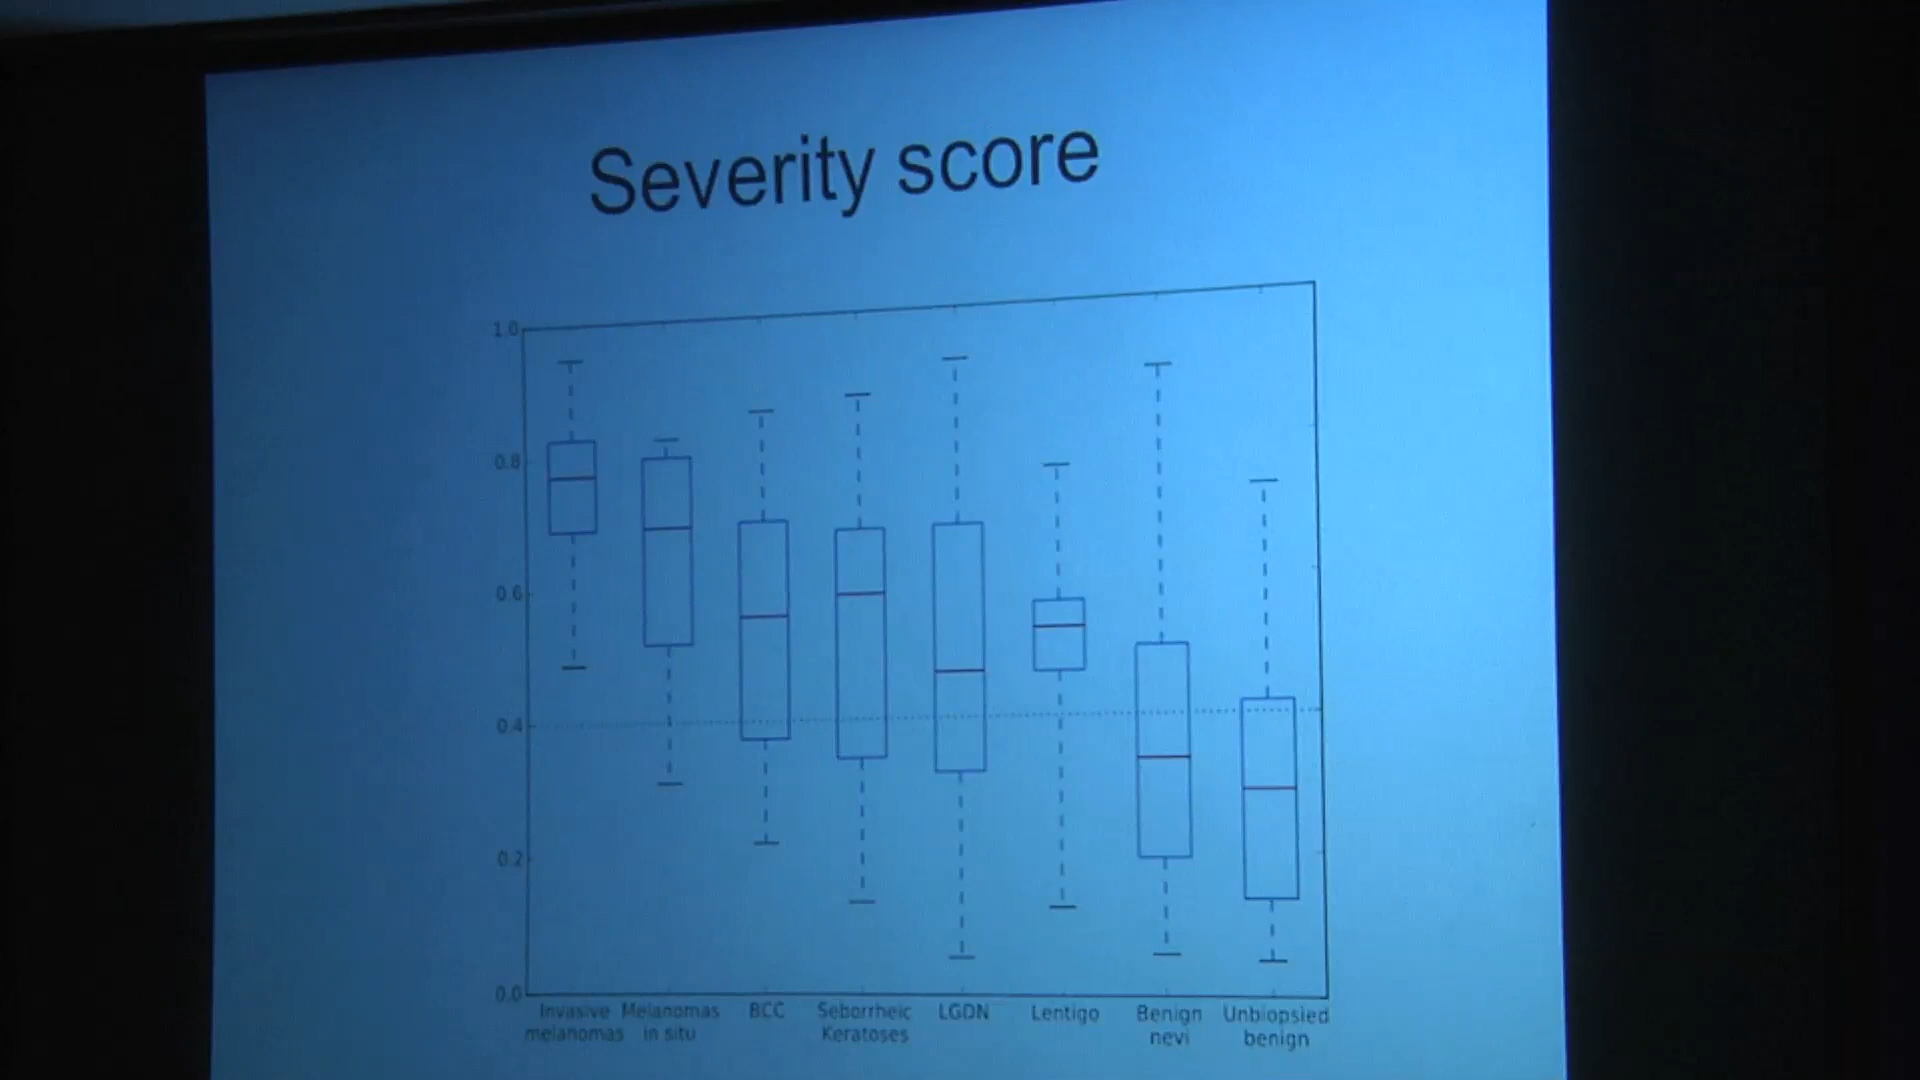 Severity score
1.0
0.8
0.6
0.4
0.2
0.0
Invasive melanomas
Melanomas in situ
BCC
Seborrheic Keratoses
LGDN
Lentigo
Benign nevi
Unbiopsied benign